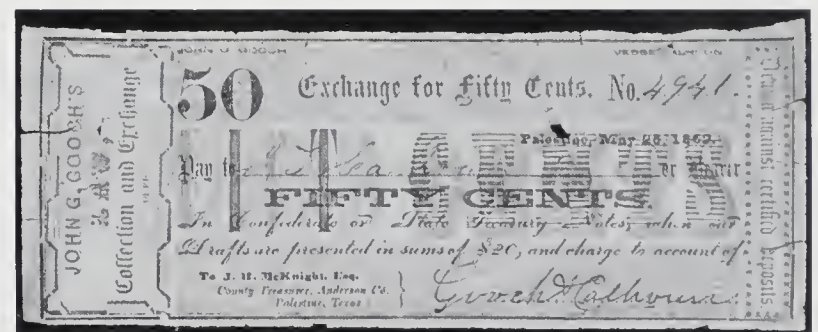 JOHN G. GOOCH'S
LAW,
Collection and Exchange
JOHN G. GOOCH
50 Exchange for Fifty Cents. No. 4941.
Palestine, May 28, 1862.
Pay to or Bearer
FIFTY CENTS
In Confederate or State Treasury Notes, when our
Drafts are presented in sums of $20, and charge to account of
To J. H. McKnight, Esq.
County Treasurer, Anderson Co.
Palestine, Texas
Gooch & Calhoun
against certified deposits